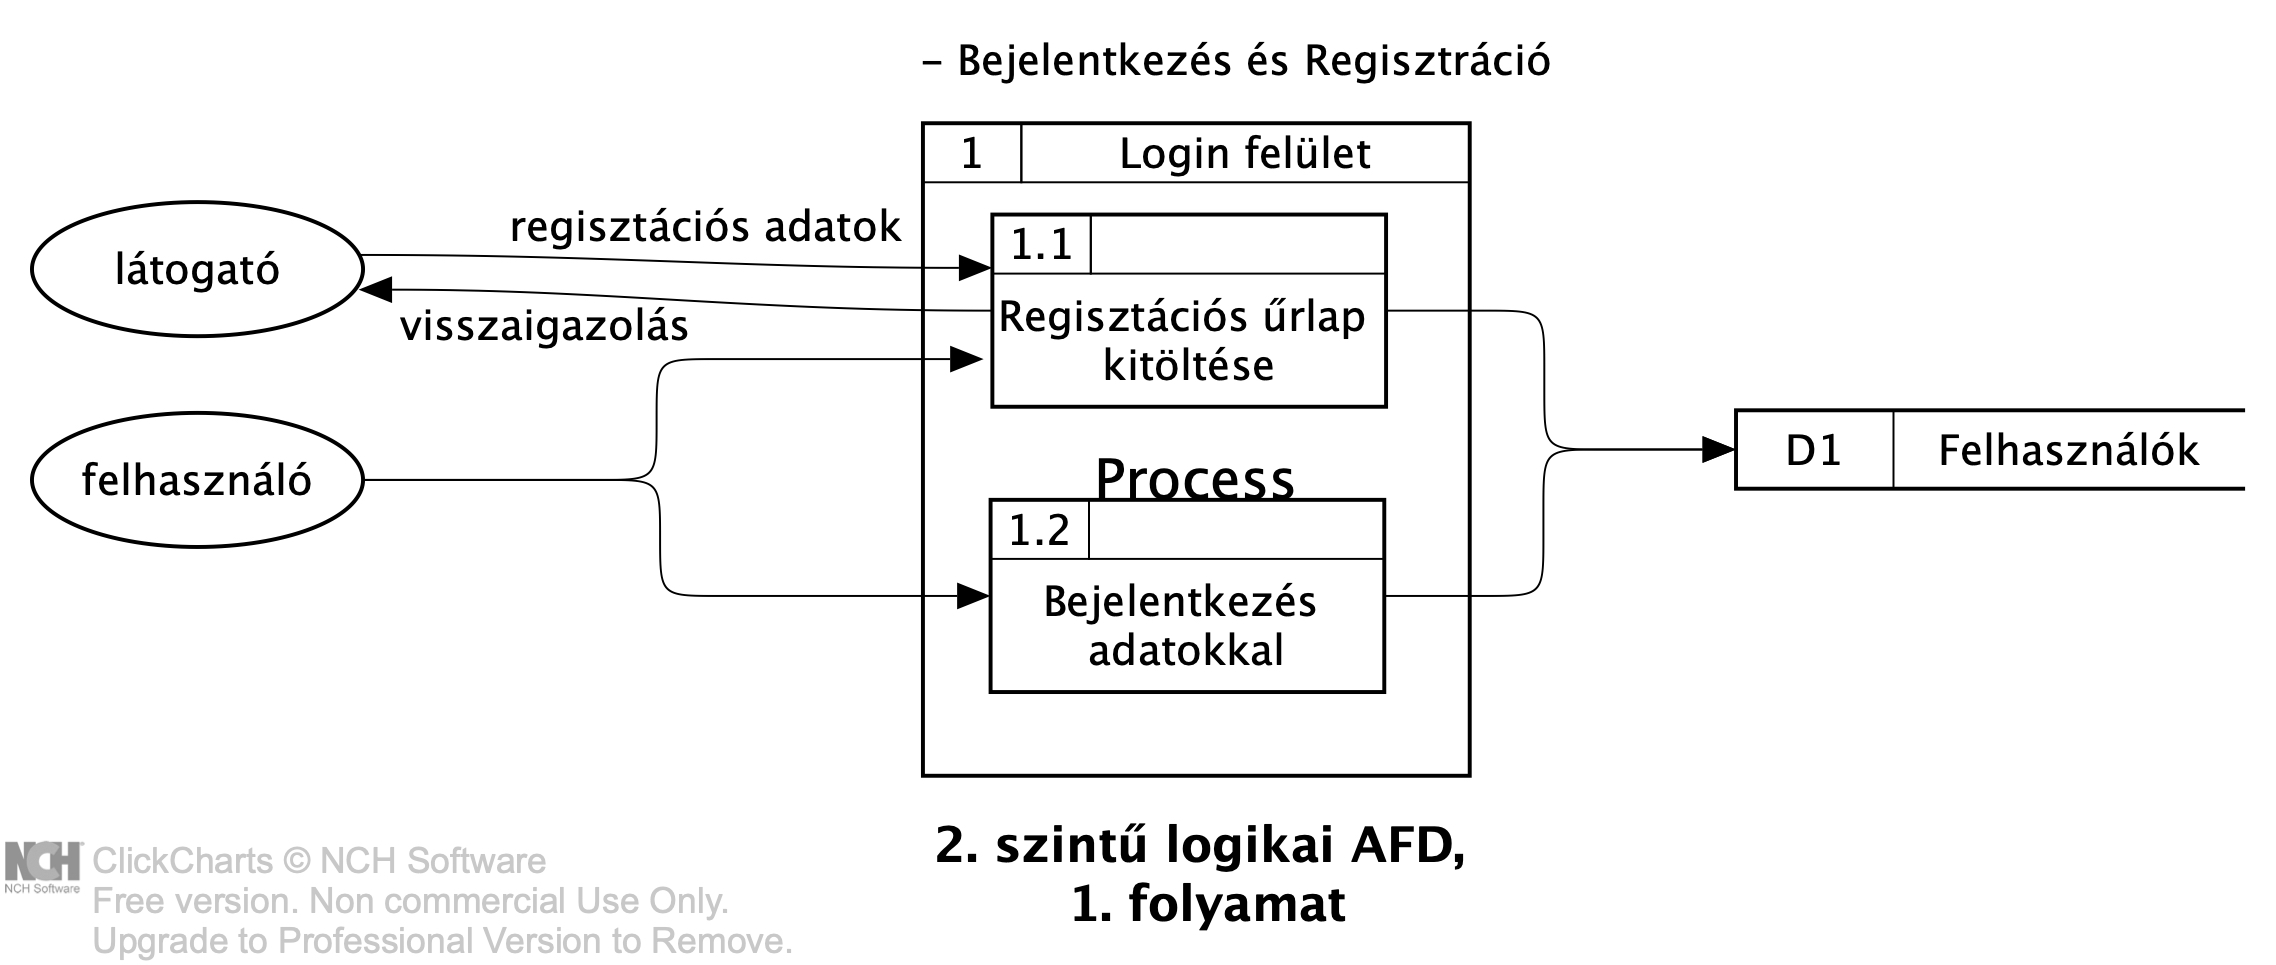 – Bejelentkezés és Regisztráció
1
Login felület
látogató
regisztációs adatok
visszaigazolás
1.1
Regisztációs űrlap
kitöltése
felhasználó
Process
1.2
Bejelentkezés
adatokkal
D1
Felhasználók
2. szintű logikai AFD,
1. folyamat
NCH
NCH Software
ClickCharts © NCH Software
Free version. Non commercial Use Only.
Upgrade to Professional Version to Remove.